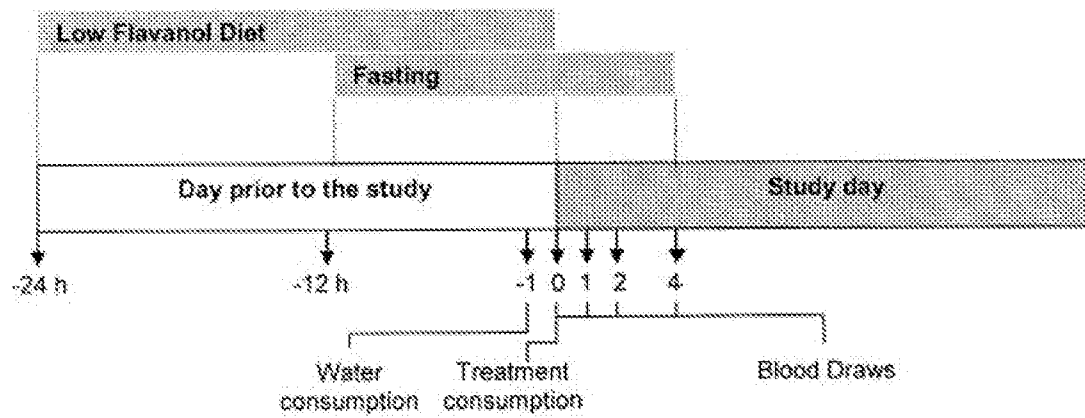 Low Flavanol Diet
Fasting
Day prior to the study
Study day
-24 h
-12 h
-1
0
1
2
4
Water
consumption
Treatment
consumption
Blood Draws